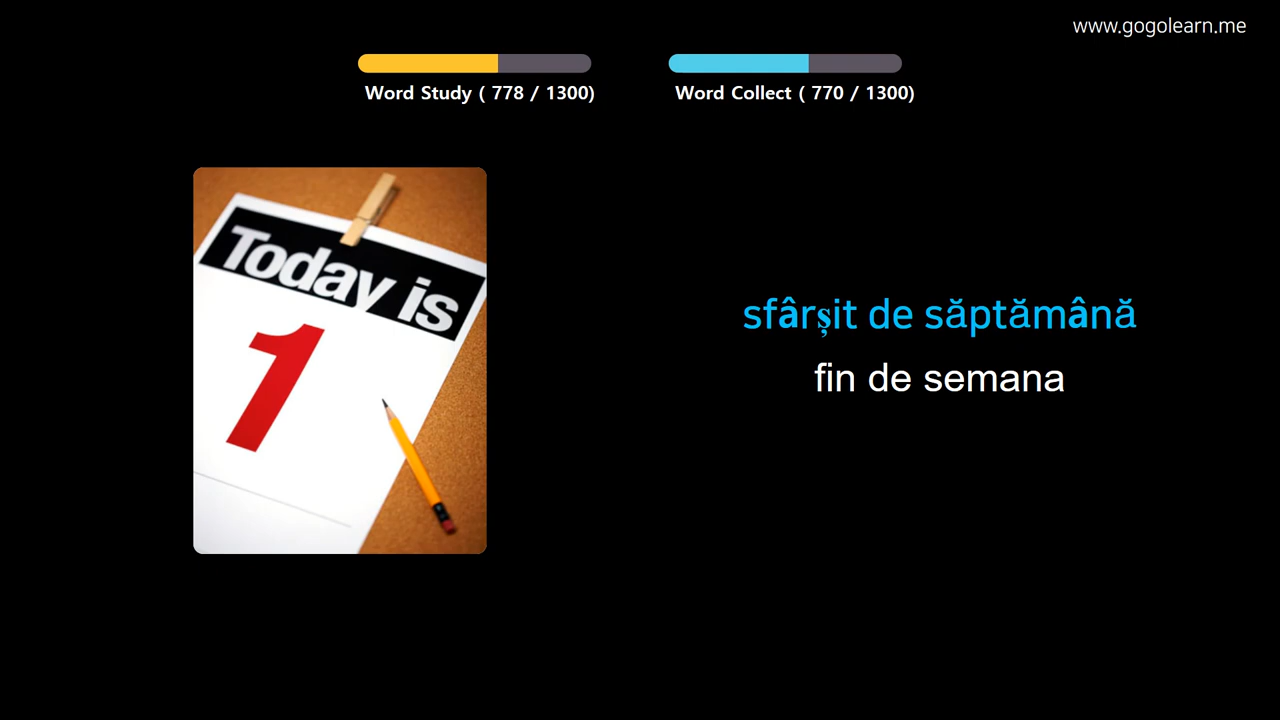 www.gogolearn.me
Word Study ( 778 / 1300)
Word Collect ( 770 / 1300)
Today is
1
sfârșit de săptămână
fin de semana